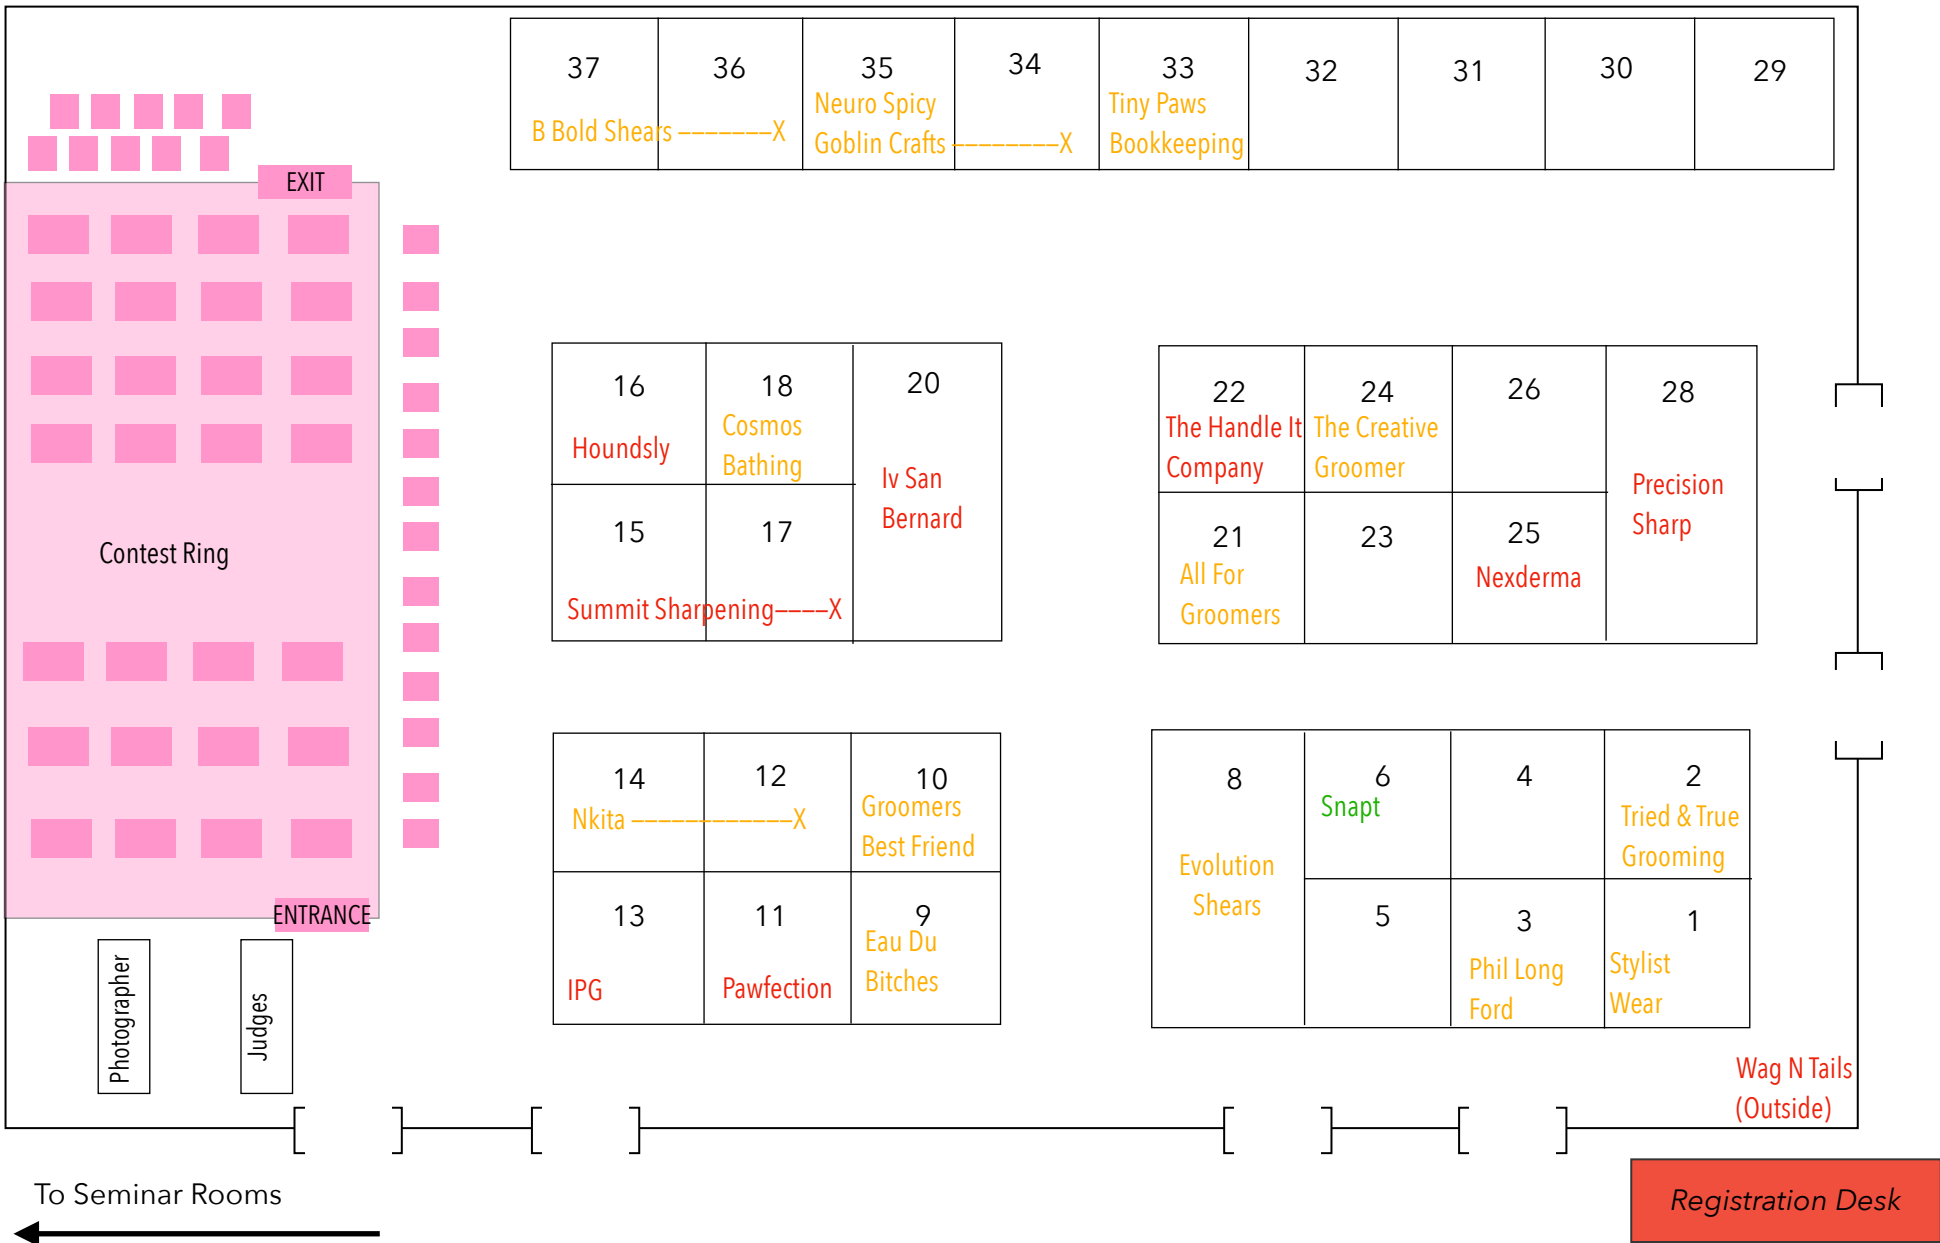 37
36
35
34
33
32
31
30
29
B Bold Shears –––––––X
Neuro Spicy
Goblin Crafts ––––––––X
Tiny Paws
Bookkeeping
EXIT
Contest Ring
ENTRANCE
16
Houndsly
18
Cosmos
Bathing
20
Iv San
Bernard
15
17
Summit Sharpening––––X
22
The Handle It
Company
24
The Creative
Groomer
26
28
Precision
Sharp
21
All For
Groomers
23
25
Nexderma
14
12
Nkita ––––––––––––X
10
Groomers
Best Friend
13
IPG
11
Pawfection
9
Eau Du
Bitches
8
Evolution
Shears
6
Snapt
4
2
Tried & True
Grooming
5
3
Phil Long
Ford
1
Stylist
Wear
Photographer
Judges
Wag N Tails
(Outside)
To Seminar Rooms
Registration Desk